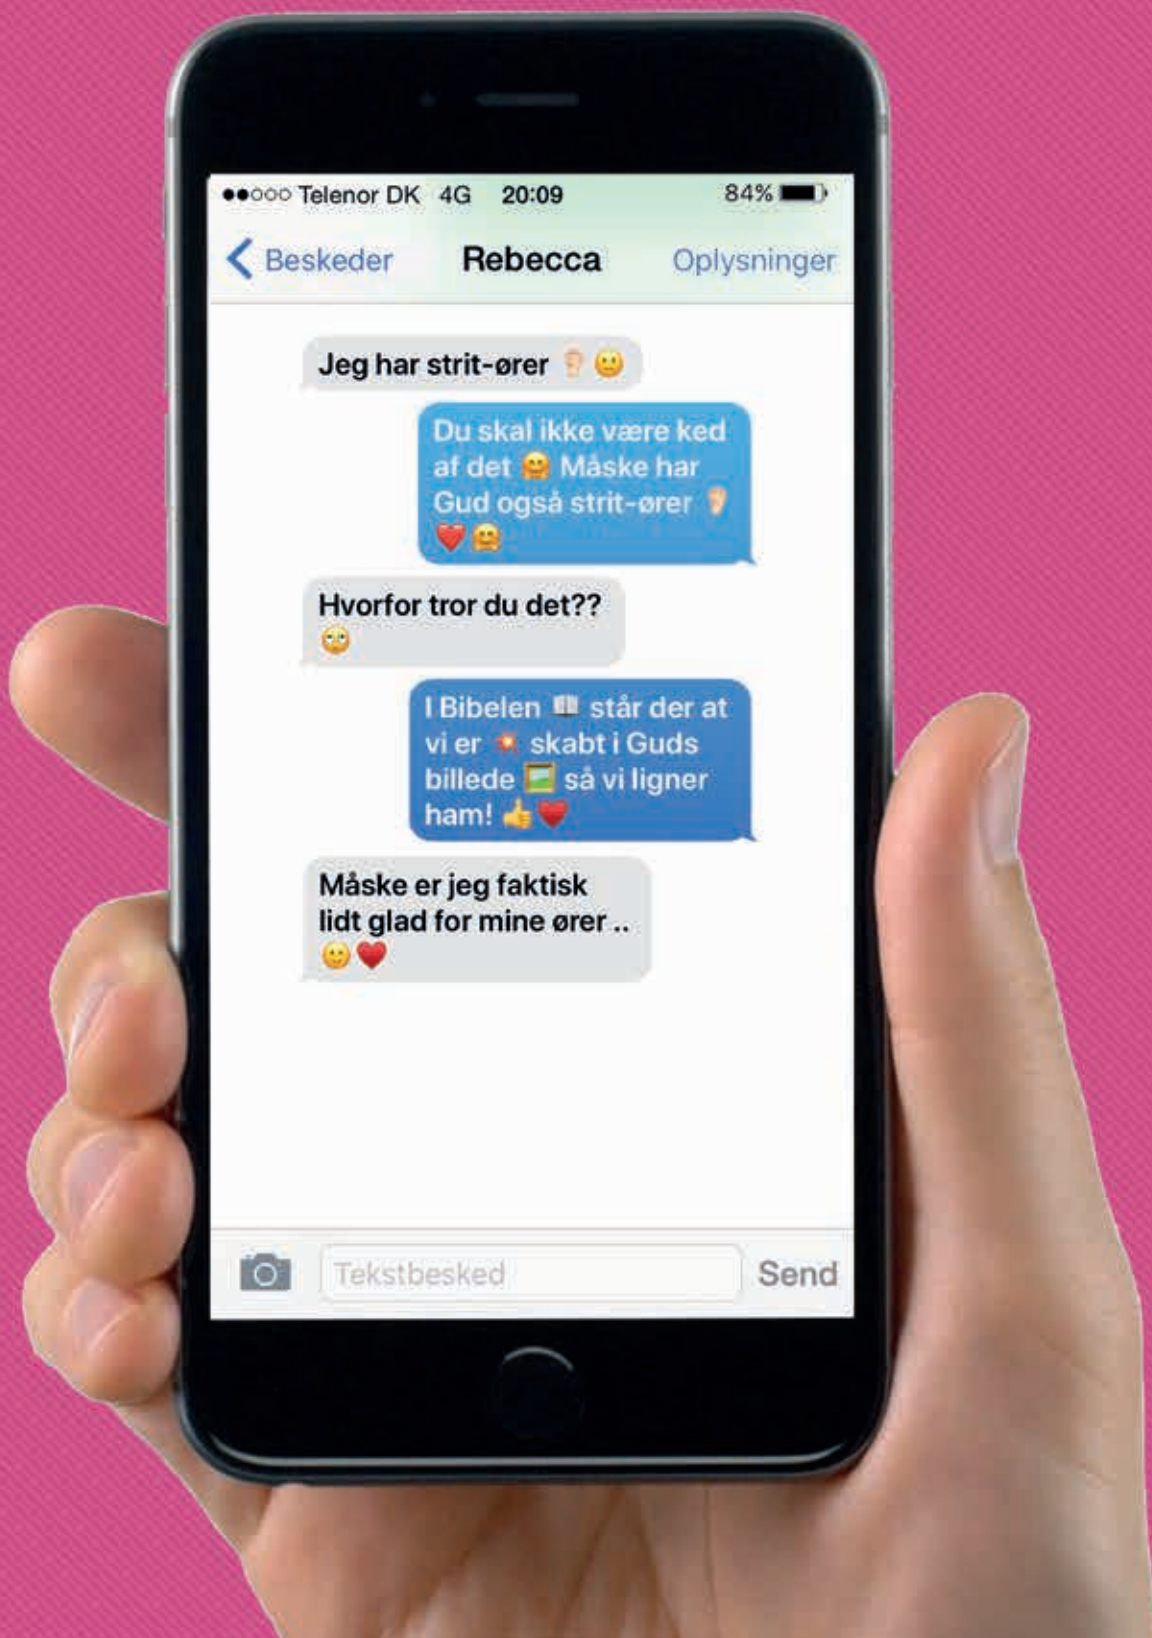 ●●○○○ Telenor DK 4G 20:09 84%
Beskeder Rebecca Oplysninger
Jeg har strit-ører 👂🏻 🙁
Du skal ikke være ked
af det 🤗 Måske har
Gud også strit-ører 👂🏻
❤️ 🤗
Hvorfor tror du det??
🙄
I Bibelen 📖 står der at
vi er 💥 skabt i Guds
billede 🖼️ så vi ligner
ham! 👍 ❤️
Måske er jeg faktisk
lidt glad for mine ører ..
🙂 ❤️
Tekstbesked Send